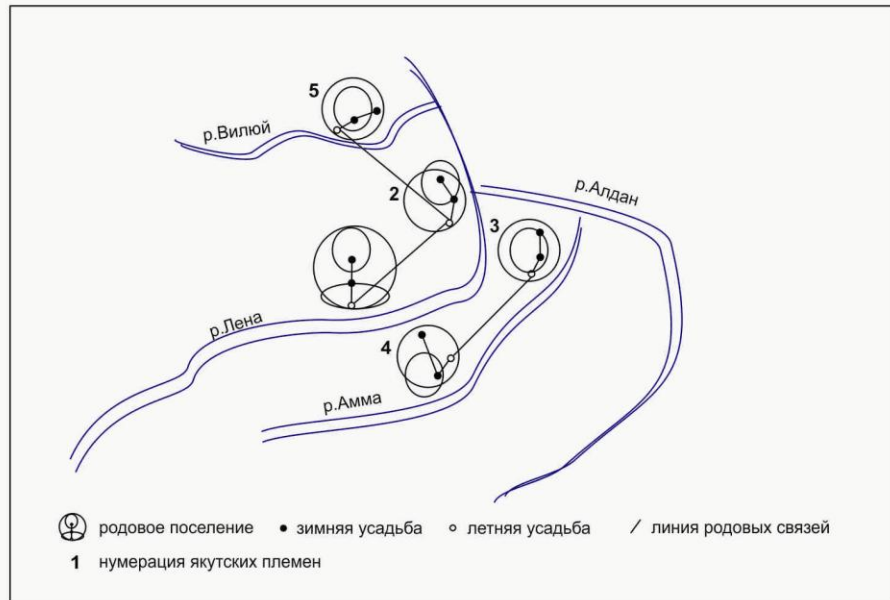 5
р.Вилюй
2
р.Алдан
3
р.Лена
4
р.Амма
родовое поселение
зимняя усадьба
летняя усадьба
линия родовых связей
1 нумерация якутских племен